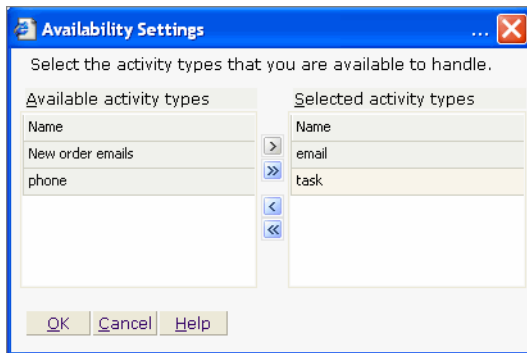 Availability Settings ...
Select the activity types that you are available to handle.
Available activity types
Name
New order emails
phone
>
>>
<
<<
Selected activity types
Name
email
task
OK Cancel Help